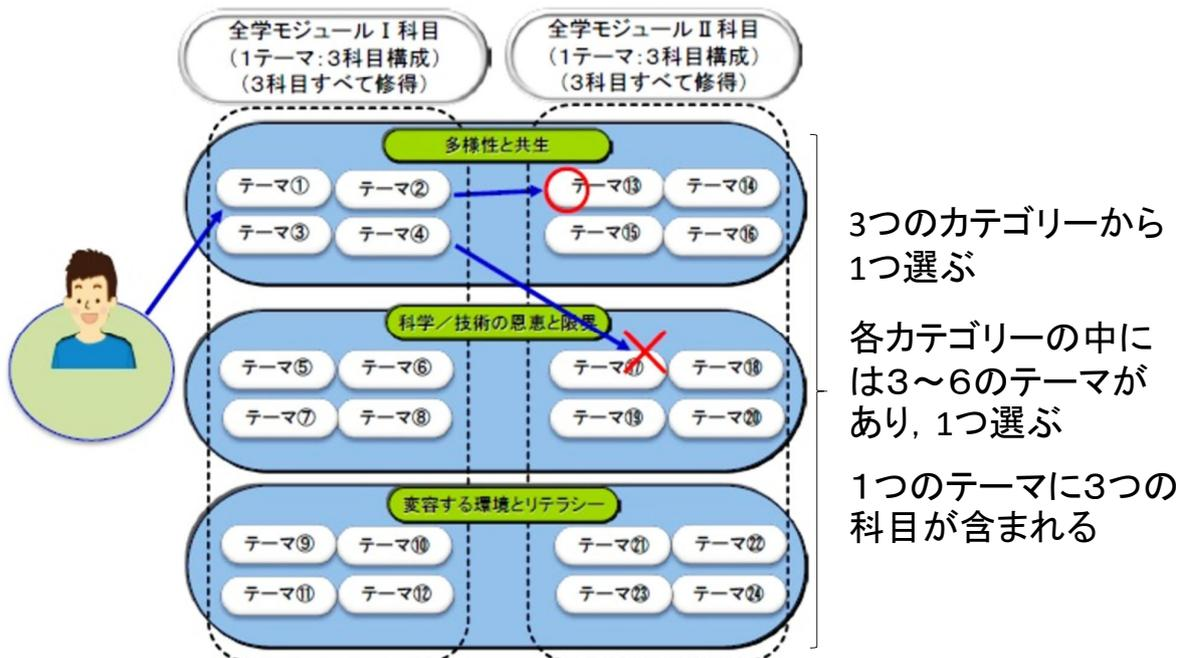 全学モジュールⅠ科目
(1テーマ:3科目構成)
(3科目すべて修得)
全学モジュールⅡ科目
(1テーマ:3科目構成)
(3科目すべて修得)
多様性と共生
テーマ① テーマ② テーマ⑬ テーマ⑭
テーマ③ テーマ④ テーマ⑮ テーマ⑯
科学/技術の恩恵と限界
テーマ⑤ テーマ⑥ テーマ⑰ テーマ⑱
テーマ⑦ テーマ⑧ テーマ⑲ テーマ⑳
変容する環境とリテラシー
テーマ⑨ テーマ⑩ テーマ㉑ テーマ㉒
テーマ⑪ テーマ⑫ テーマ㉓ テーマ㉔
3つのカテゴリーから
1つ選ぶ
各カテゴリーの中に
は3~6のテーマが
あり,1つ選ぶ
1つのテーマに3つの
科目が含まれる